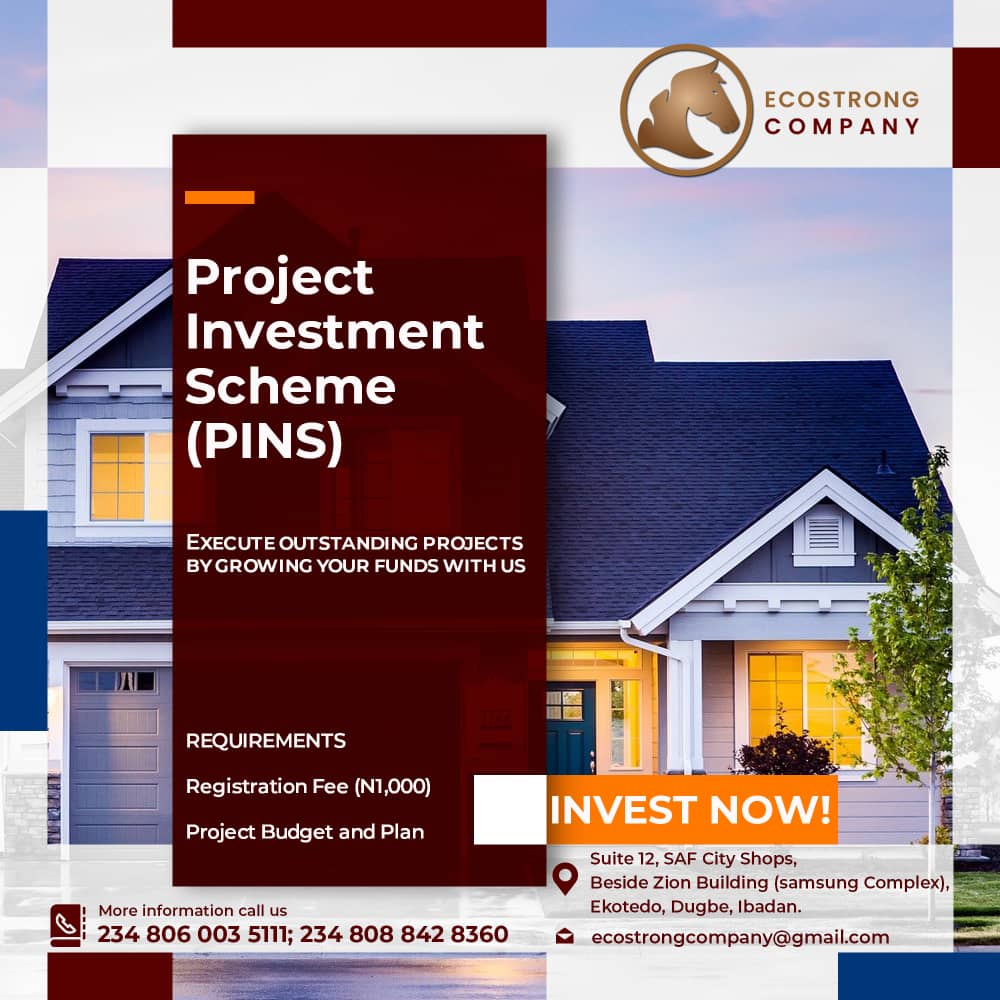 ECOSTRONG
COMPANY
Project
Investment
Scheme
(PINS)
EXECUTE OUTSTANDING PROJECTS
BY GROWING YOUR FUNDS WITH US
REQUIREMENTS
Registration Fee (N1,000)
Project Budget and Plan
INVEST NOW!
Suite 12, SAF City Shops,
Beside Zion Building (samsung Complex),
Ekotedo, Dugbe, Ibadan.
ecostrongcompany@gmail.com
More information call us
234 806 003 5111; 234 808 842 8360